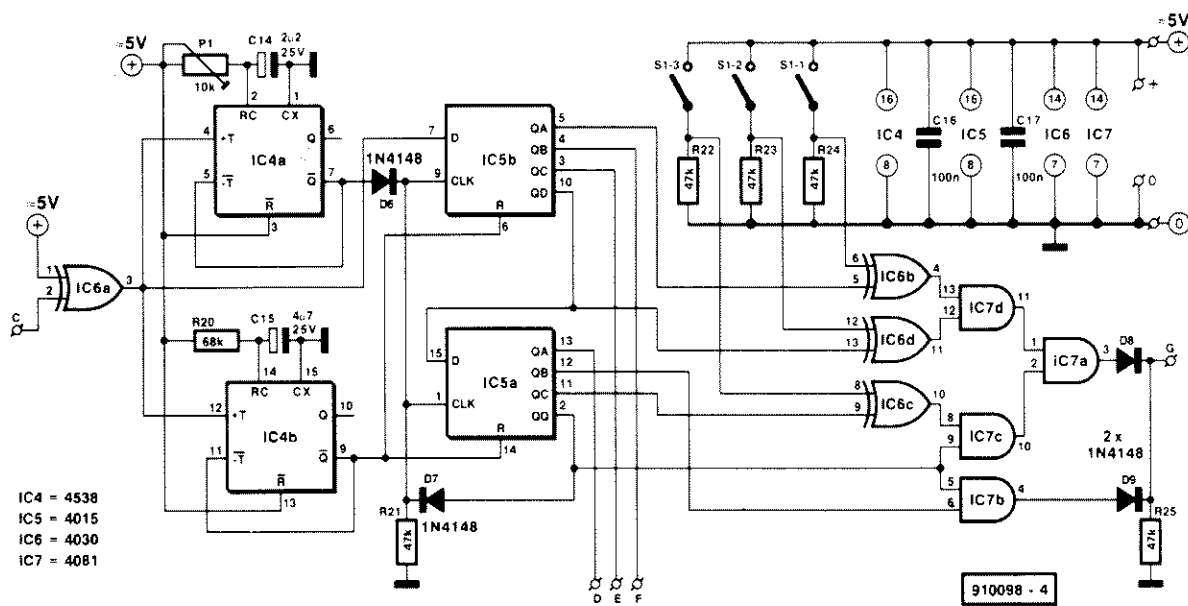 ≈5V
P1
10k
C14
2µ2
25V
2
1
RC
CX
4
+T
Q
6
IC4a
5
-T
Q
7
R
3
1N4148
D6
7
D
QA
5
QB
4
QC
3
QD
10
IC5b
9
CLK
R
6
≈5V
1
2
IC6a
3
C
R20
68k
C15
4µ7
25V
14
15
RC
CX
12
+T
Q
10
IC4b
11
-T
Q
9
R
13
15
D
QA
13
QB
12
QC
11
QQ
2
IC5a
1
CLK
R
14
D7
1N4148
R21
47k
D
E
F
S1-3
S1-2
S1-1
R22
47k
R23
47k
R24
47k
16
IC4
8
C16
100n
16
IC5
8
C17
100n
14
IC6
7
14
IC7
7
≈5V
+
+
0
0
6
5
IC6b
4
12
13
IC6d
11
8
9
IC6c
10
13
12
IC7d
11
8
9
IC7c
10
5
6
IC7b
4
1
2
IC7a
3
D8
G
2 x
1N4148
D9
R25
47k
IC4 = 4538
IC5 = 4015
IC6 = 4030
IC7 = 4081
910098 - 4